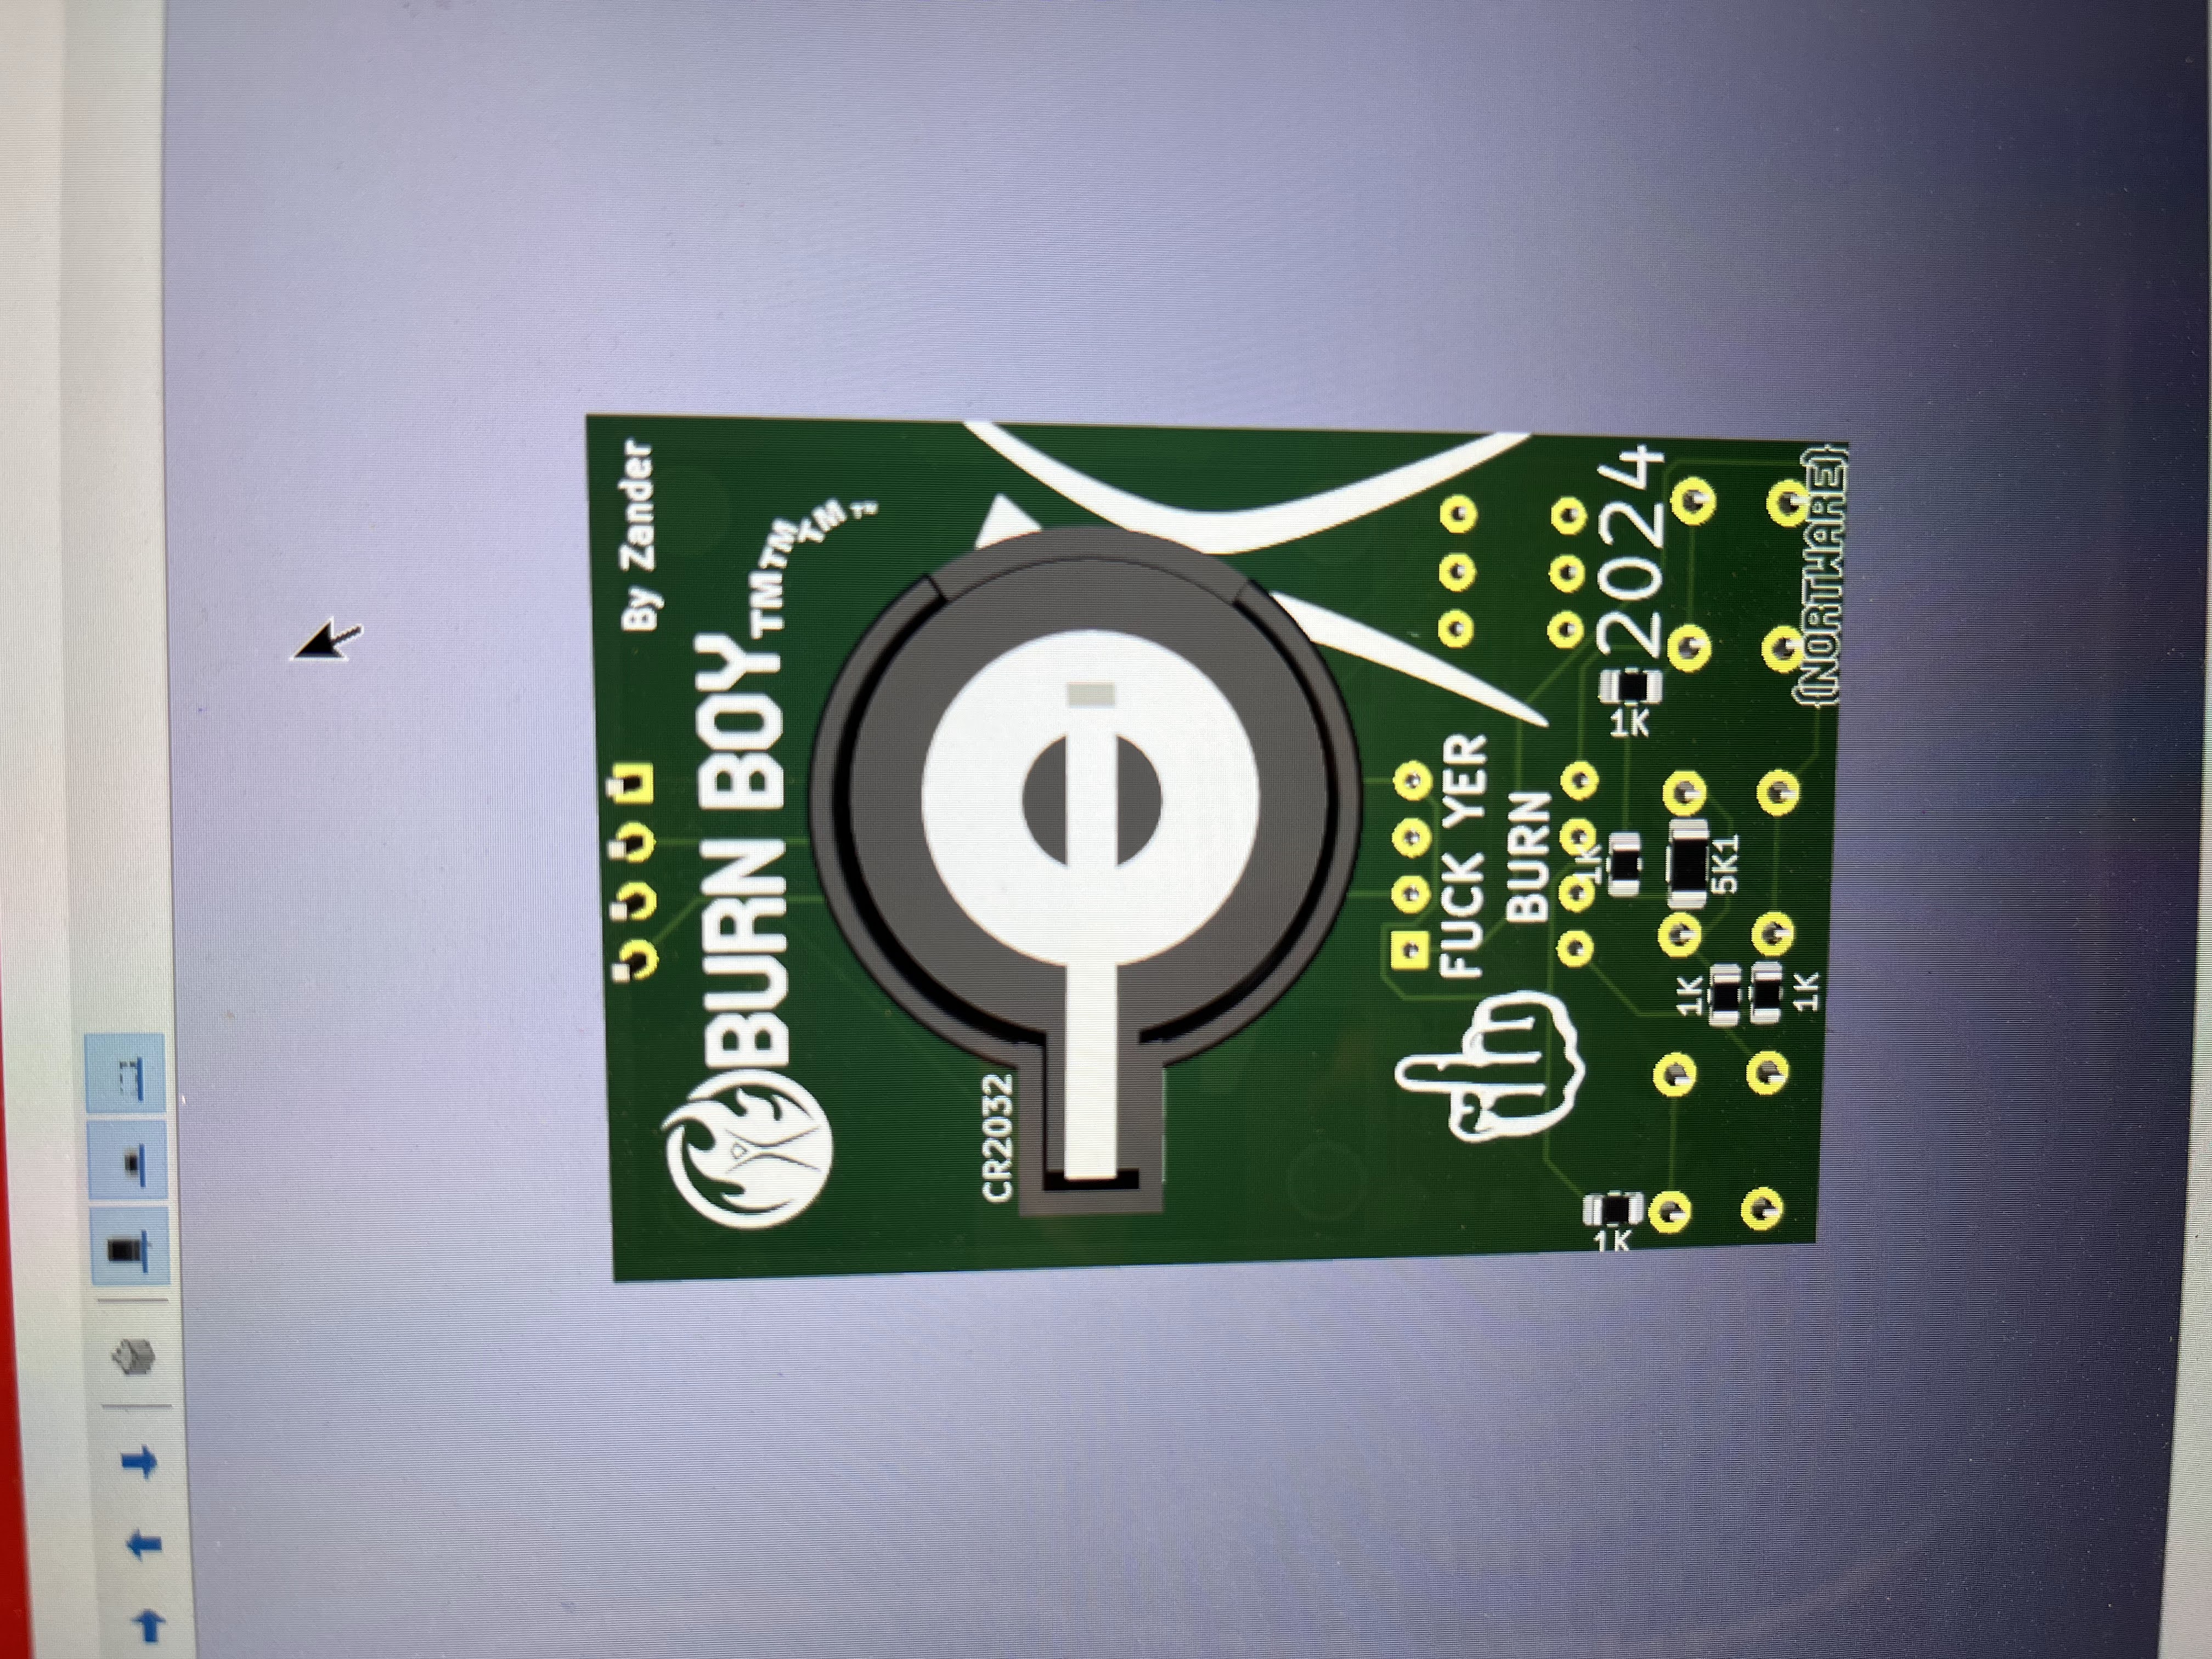 By Zander
BURN BOY TM TM TM TM
CR2032
FUCK YER
BURN
1K
1K
1K
2024
1K
5K1
1K
{(NORTWARE)}